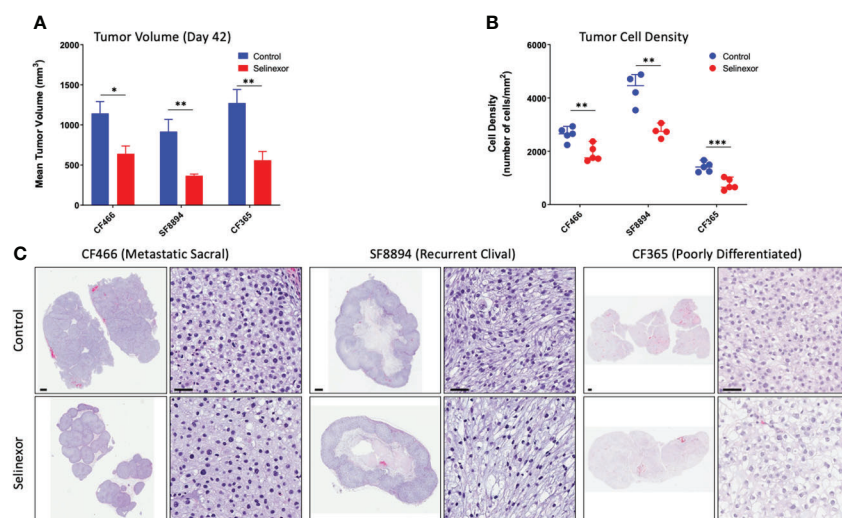 A
Tumor Volume (Day 42)
Control
Selinexor
Mean Tumor Volume (mm³)
2000
1500
1000
500
0
*
**
**
CF466
SF8894
CF365
B
Tumor Cell Density
Control
Selinexor
Cell Density
(number of cells/mm²)
6000
4000
2000
0
**
**
***
CF466
SF8894
CF365
C
CF466 (Metastatic Sacral)
SF8894 (Recurrent Clival)
CF365 (Poorly Differentiated)
Control
Selinexor